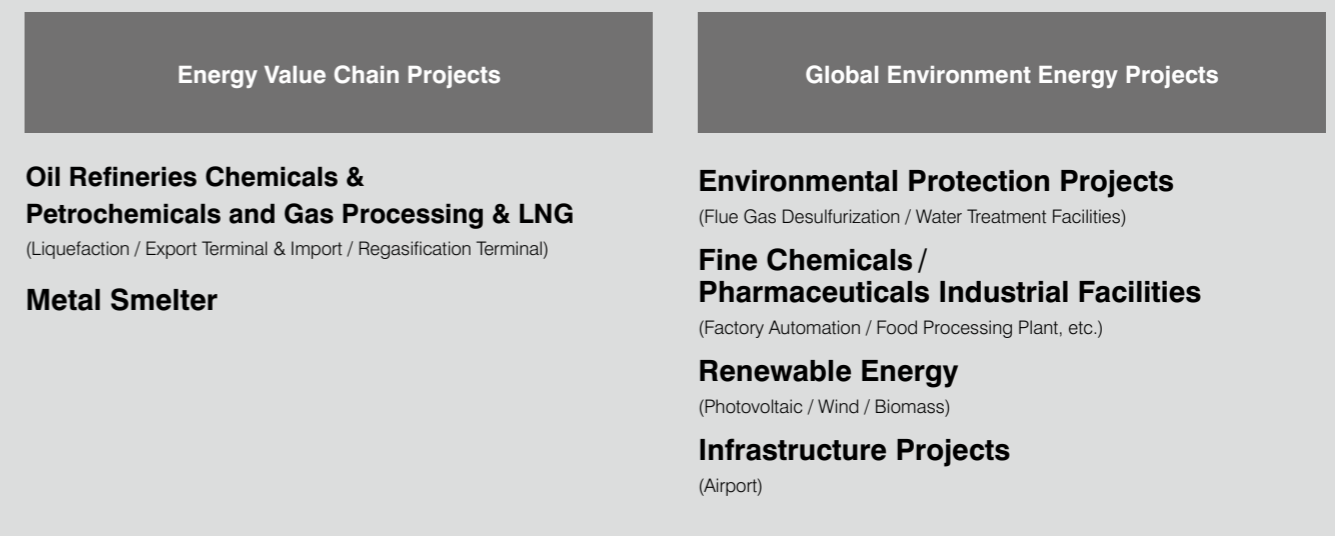 Energy Value Chain Projects
Oil Refineries Chemicals &
Petrochemicals and Gas Processing & LNG
(Liquefaction / Export Terminal & Import / Regasification Terminal)
Metal Smelter
Global Environment Energy Projects
Environmental Protection Projects
(Flue Gas Desulfurization / Water Treatment Facilities)
Fine Chemicals /
Pharmaceuticals Industrial Facilities
(Factory Automation / Food Processing Plant, etc.)
Renewable Energy
(Photovoltaic / Wind / Biomass)
Infrastructure Projects
(Airport)